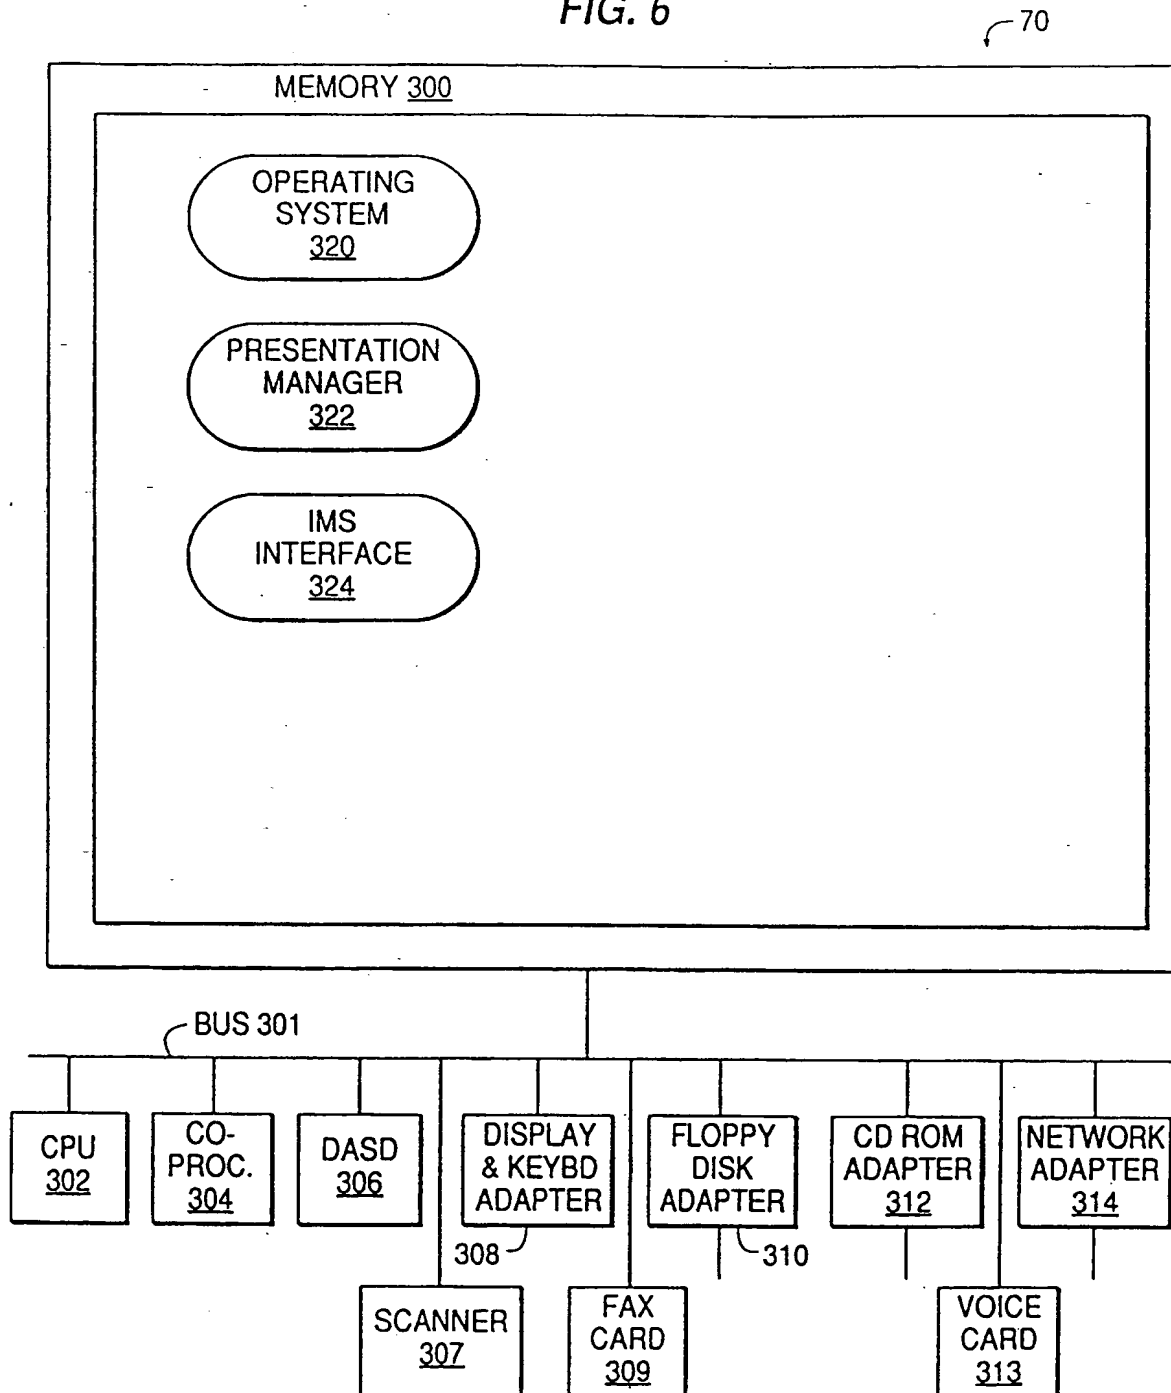 FIG. 6
70
MEMORY 300
OPERATING
SYSTEM
320
PRESENTATION
MANAGER
322
IMS
INTERFACE
324
BUS 301
CPU
302
CO-
PROC.
304
DASD
306
DISPLAY
& KEYBD
ADAPTER
308
FLOPPY
DISK
ADAPTER
310
CD ROM
ADAPTER
312
NETWORK
ADAPTER
314
SCANNER
307
FAX
CARD
309
VOICE
CARD
313